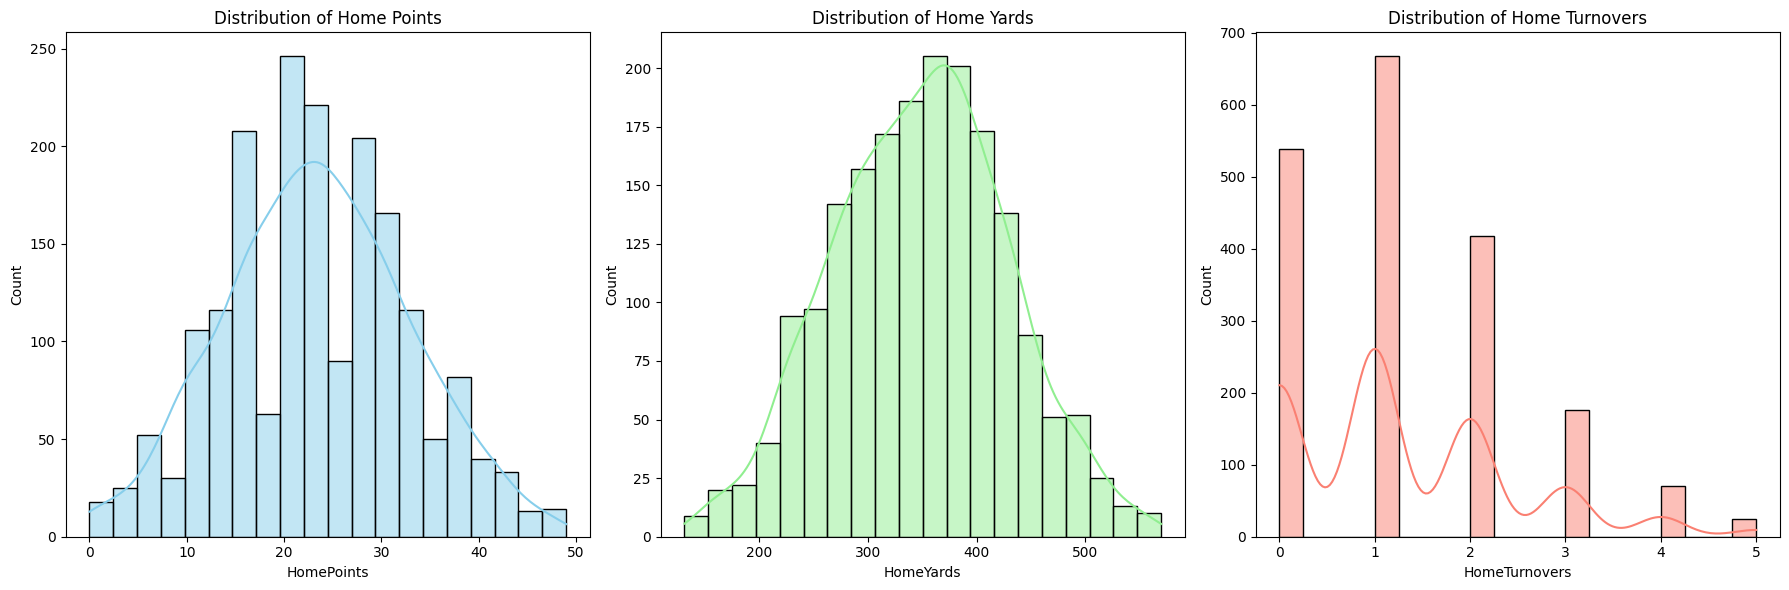 Distribution of Home Points
250
200
150
100
50
0
Count
0 10 20 30 40 50
HomePoints
Distribution of Home Yards
200
175
150
125
100
75
50
25
0
Count
200 300 400 500
HomeYards
Distribution of Home Turnovers
700
600
500
400
300
200
100
0
Count
0 1 2 3 4 5
HomeTurnovers